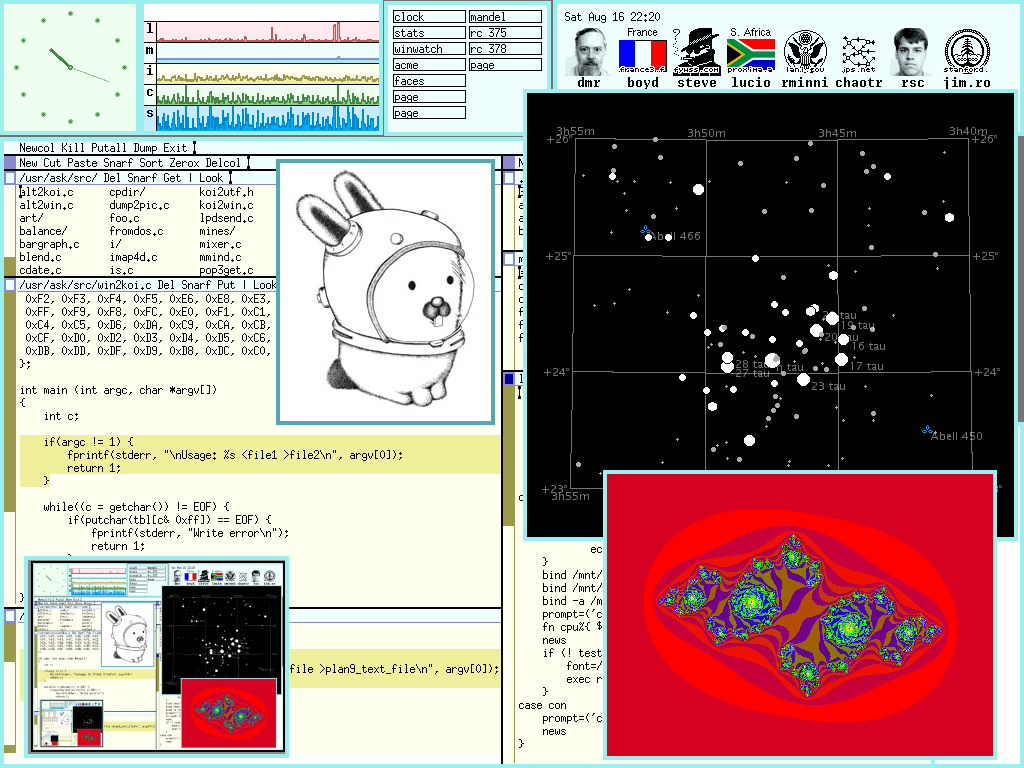 l
m
i
c
s
clock
stats
winwatch
acme
faces
page
page
mandel
rc 375
rc 378
page
Sat Aug 16 22:20
France
S. Africa
dmr boyd steve lucio rminni chaotr rsc jim.ro
Newcol Kill Putall Dump Exit
New Cut Paste Snarf Sort Zerox Delcol
/usr/ask/src/ Del Snarf Get | Look
alt2koi.c cpdir/ koi2utf.h
alt2win.c dump2pic.c koi2win.c
art/ foo.c lpdsend.c
balance/ fromdos.c mines/
bargraph.c i/ mixer.c
blend.c imap4d.c mmind.c
cdate.c is.c pop3get.c
/usr/ask/src/win2koi.c Del Snarf Put | Look
0xF2, 0xF3, 0xF4, 0xF5, 0xE6, 0xE8, 0xE3,
0xFF, 0xF9, 0xF8, 0xFC, 0xE0, 0xF1, 0xC1,
0xC4, 0xC5, 0xD6, 0xDA, 0xC9, 0xCA, 0xCB,
0xCF, 0xD0, 0xD2, 0xD3, 0xD4, 0xD5, 0xC6,
0xDB, 0xDD, 0xDF, 0xD9, 0xD8, 0xDC, 0xC0,
};
int main (int argc, char *argv[])
{
int c;
if(argc != 1) {
fprintf(stderr, "\nUsage: %s <file1 >file2\n", argv[0]);
return 1;
}
while((c = getchar()) != EOF) {
if(putchar(tbl[c& 0xff]) == EOF) {
fprintf(stderr, "Write error\n");
return 1;
file >plan9_text_file\n", argv[0]);
3h55m 3h50m 3h45m 3h40m
+26° +26°
Abell 466
+25° +25°
19 tau
16 tau
17 tau
+24° +24°
28 tau
27 tau
23 tau
Abell 450
+23°
3h55m
ec
}
bind /mnt/
bind /mnt/
bind -a /m
prompt=('c
fn cpu%{ $
news
if (! test
font=/
exec r
}
case con
prompt=('c
news
}